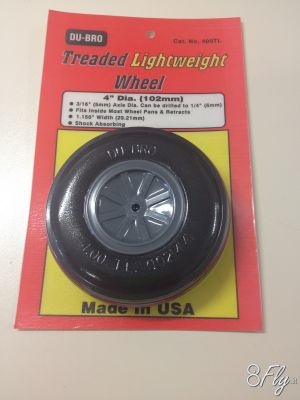 DU-BRO
Cat. No. 400TL
Treaded Lightweight
Wheel
4" Dia. (102mm)
• 3/16" (5mm) Axle Dia. Can be drilled to 1/4" (6mm)
• Fits Inside Most Wheel Pans & Retracts
• 1.150" Width (29.21mm)
• Shock Absorbing
DU-BRO
Made in USA
8Fly.it